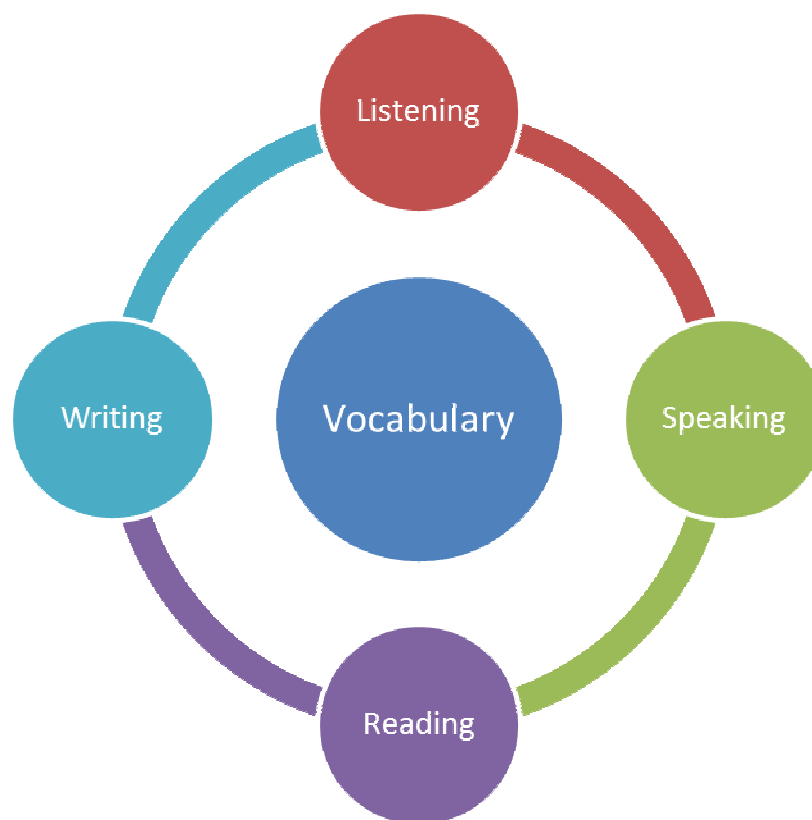 Listening
Writing
Vocabulary
Speaking
Reading